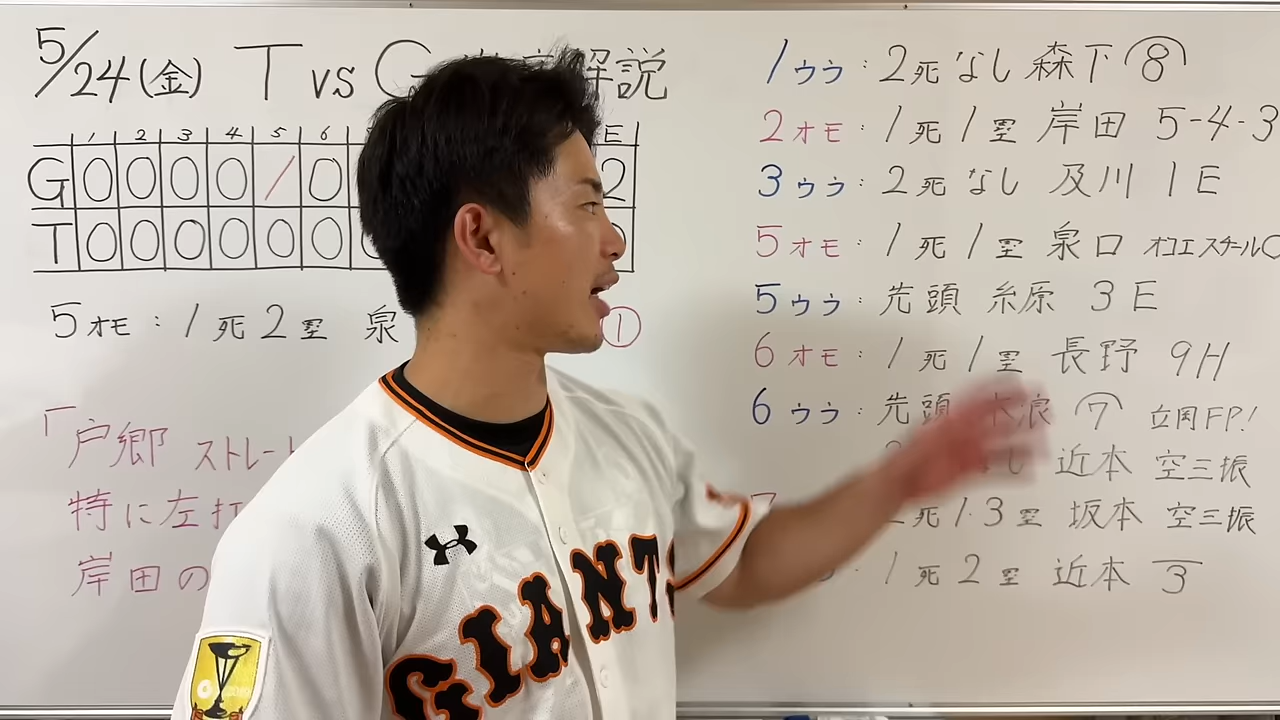 5/24(金) T vs G 解説
1 2 3 4 5 6 E
G 0 0 0 0 / 0 2
T 0 0 0 0 0 0
5オモ：1死2塁 泉 ①
「戸郷 ストレート
特に左打
岸田の
1ウラ：2死なし 森下 ⑧
2オモ：1死1塁 岸田 5-4-3
3ウラ：2死なし 及川 1E
5オモ：1死1塁 泉口 オコエスチール
5ウラ：先頭 糸原 3E
6オモ：1死1塁 長野 9H
6ウラ：先頭 木浪 ⑦ 立岡FP!
近本 空三振
2死1.3塁 坂本 空三振
1死2塁 近本 3
GIANTS